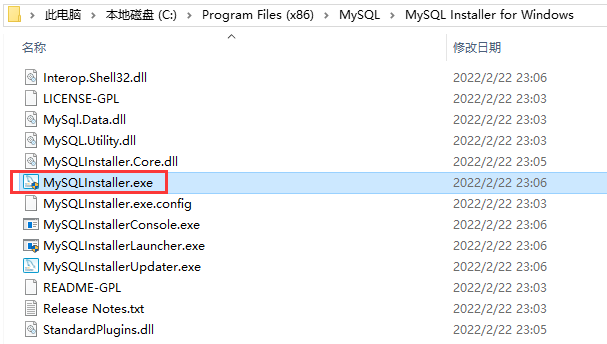 此电脑 > 本地磁盘 (C:) > Program Files (x86) > MySQL > MySQL Installer for Windows
名称 修改日期
Interop.Shell32.dll 2022/2/22 23:06
LICENSE-GPL 2022/2/22 23:03
MySql.Data.dll 2022/2/22 23:03
MySQL.Utility.dll 2022/2/22 23:03
MySQLInstaller.Core.dll 2022/2/22 23:05
MySQLInstaller.exe 2022/2/22 23:06
MySQLInstaller.exe.config 2022/2/22 23:03
MySQLInstallerConsole.exe 2022/2/22 23:06
MySQLInstallerLauncher.exe 2022/2/22 23:06
MySQLInstallerUpdater.exe 2022/2/22 23:06
README-GPL 2022/2/22 23:03
Release Notes.txt 2022/2/22 23:03
StandardPlugins.dll 2022/2/22 23:05